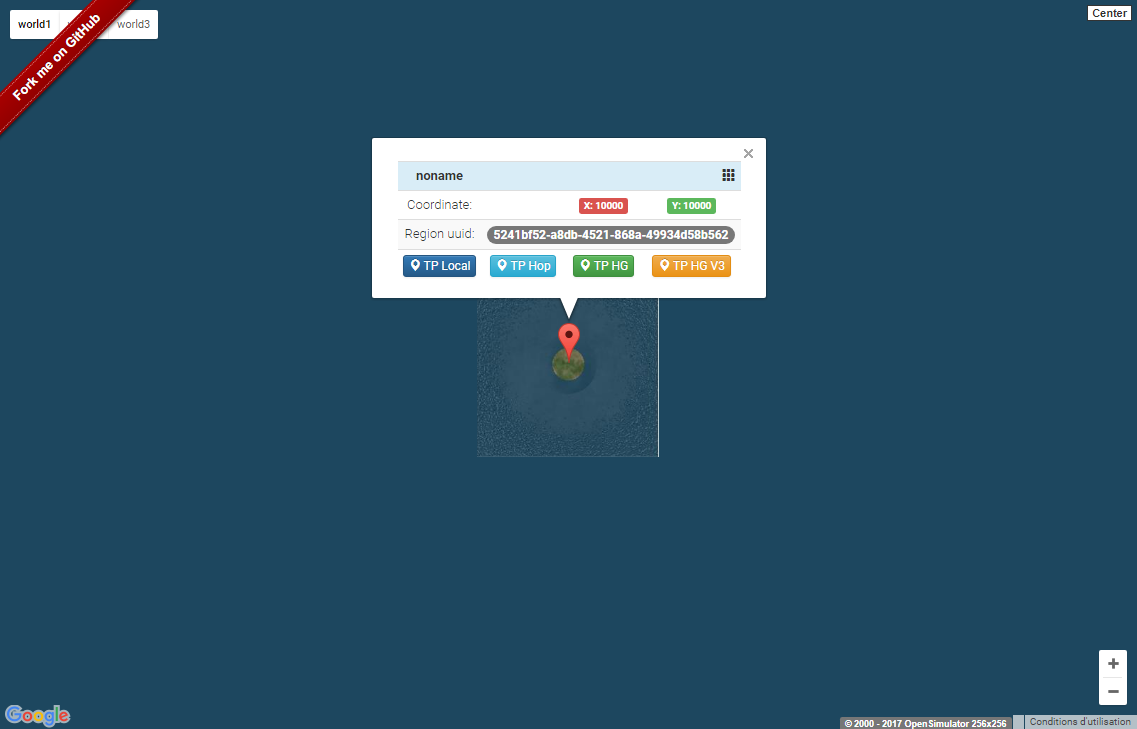 world1 world3
Center
Fork me on GitHub
noname
Coordinate: X: 10000 Y: 10000
Region uuid: 5241bf52-a8db-4521-868a-49934d58b562
TP Local TP Hop TP HG TP HG V3
Google
© 2000 - 2017 OpenSimulator 256x256 Conditions d'utilisation